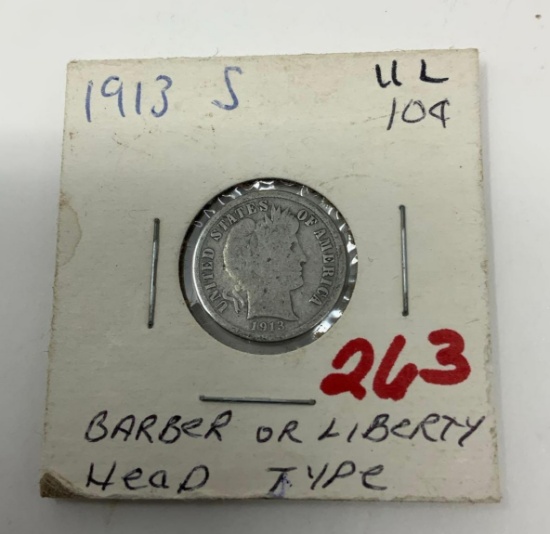 1913 S
UL
10¢
UNITED STATES OF AMERICA
1913
263
BARBER OR LIBERTY
HEAD TYPE